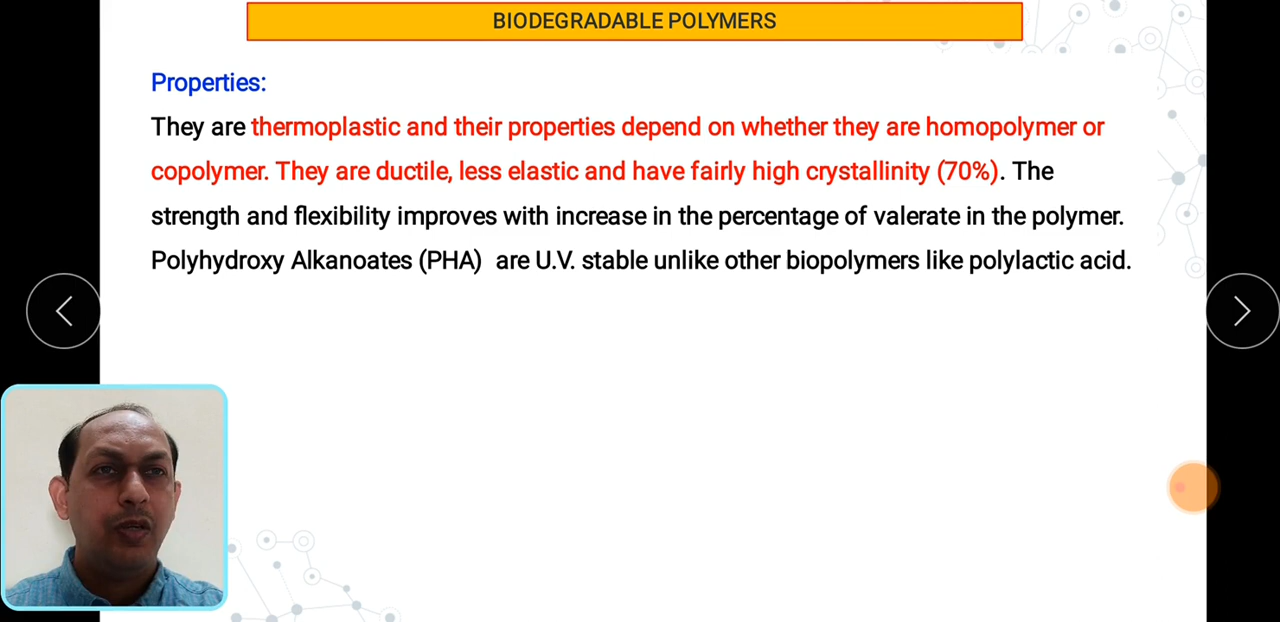 BIODEGRADABLE POLYMERS
Properties:
They are thermoplastic and their properties depend on whether they are homopolymer or
copolymer. They are ductile, less elastic and have fairly high crystallinity (70%). The
strength and flexibility improves with increase in the percentage of valerate in the polymer.
Polyhydroxy Alkanoates (PHA) are U.V. stable unlike other biopolymers like polylactic acid.